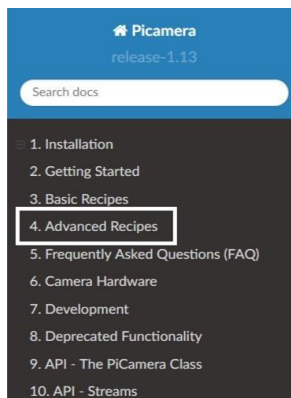 Picamera
release-1.13
Search docs
1. Installation
2. Getting Started
3. Basic Recipes
4. Advanced Recipes
5. Frequently Asked Questions (FAQ)
6. Camera Hardware
7. Development
8. Deprecated Functionality
9. API - The PiCamera Class
10. API - Streams